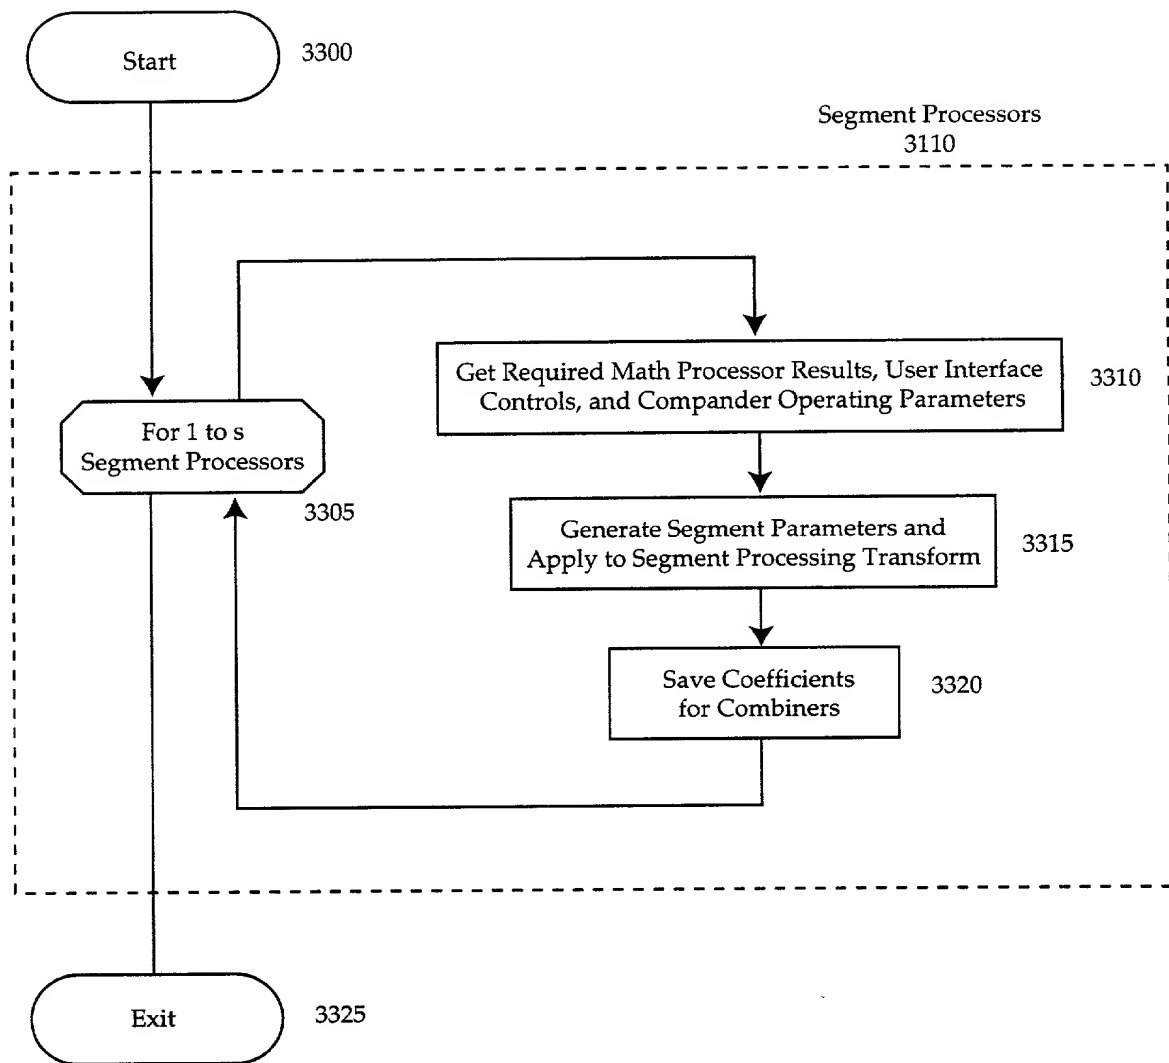 Start
3300
Segment Processors
3110
Get Required Math Processor Results, User Interface
Controls, and Compander Operating Parameters
3310
For 1 to s
Segment Processors
3305
Generate Segment Parameters and
Apply to Segment Processing Transform
3315
Save Coefficients
for Combiners
3320
Exit
3325